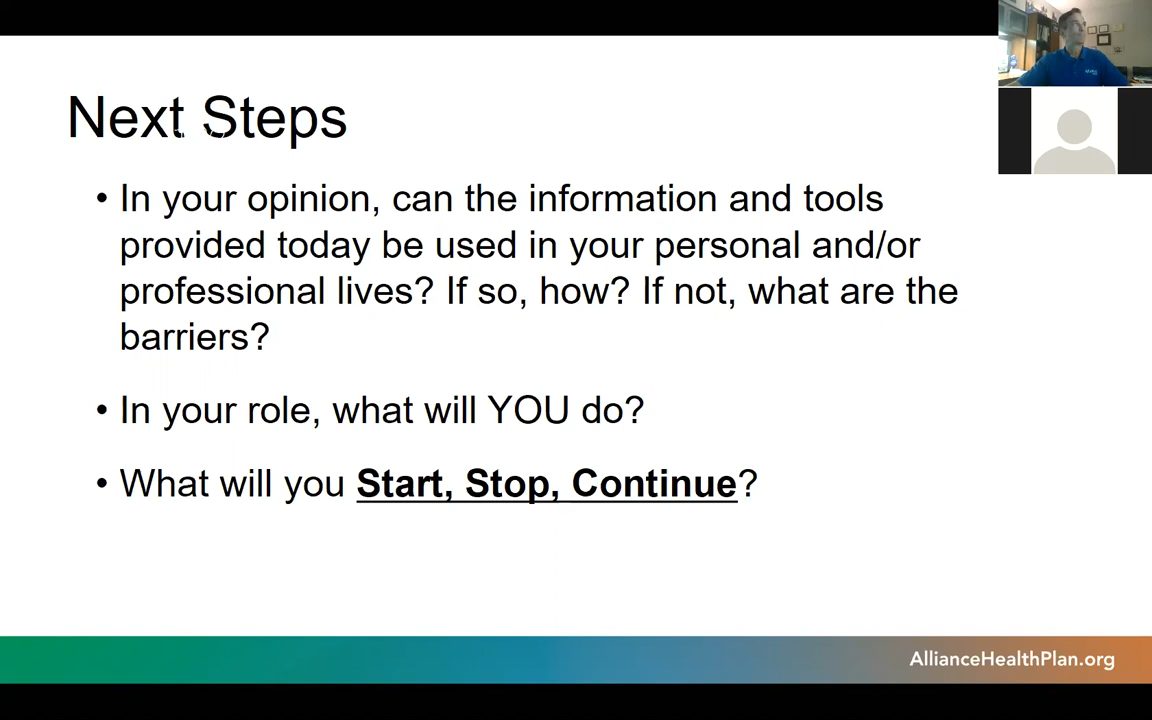 Next Steps
• In your opinion, can the information and tools
provided today be used in your personal and/or
professional lives? If so, how? If not, what are the
barriers?
• In your role, what will YOU do?
• What will you Start, Stop, Continue?
AllianceHealthPlan.org